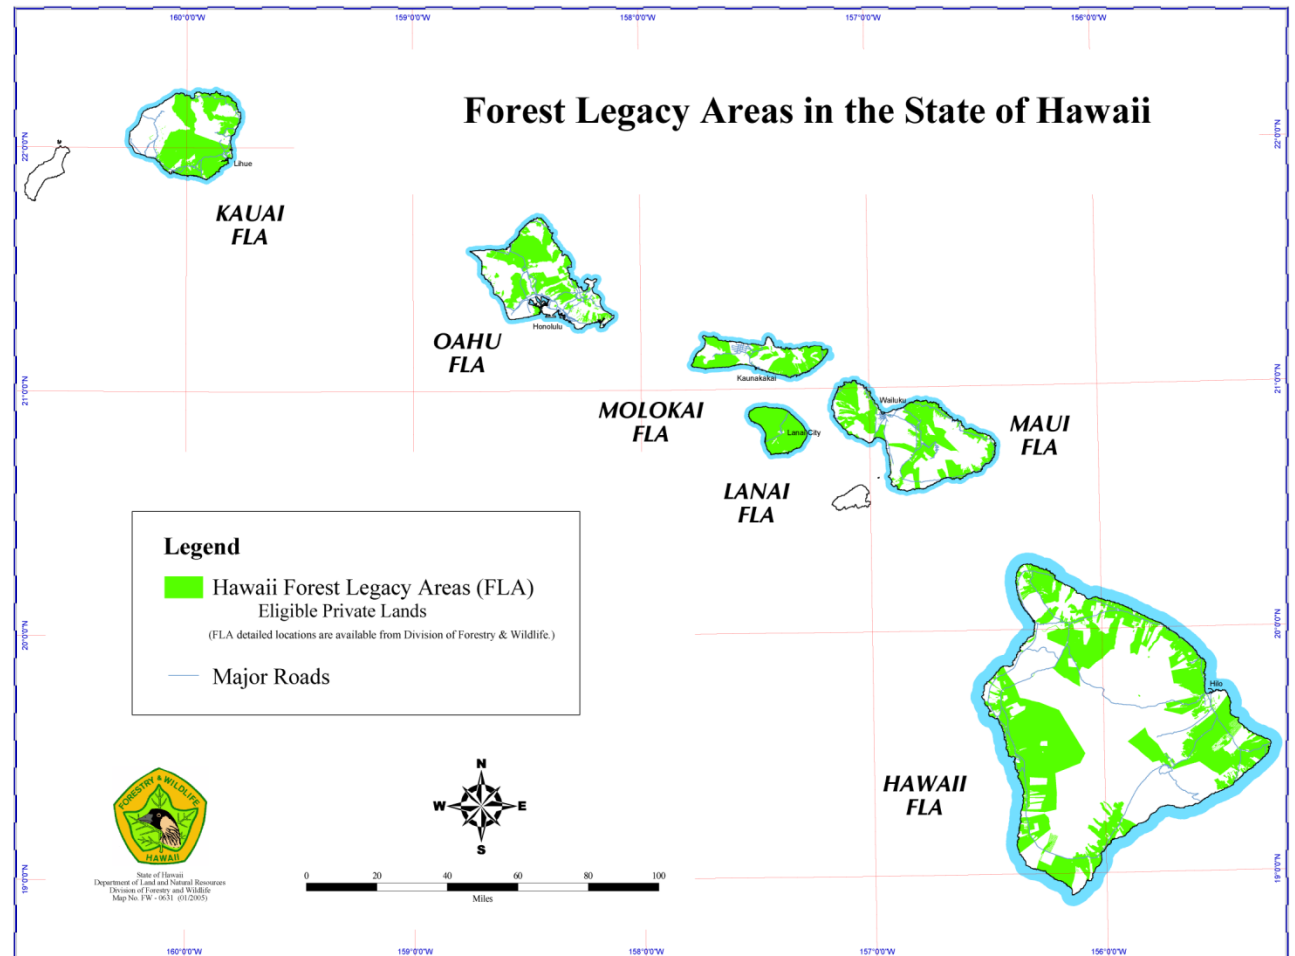 160°0'0"W 159°0'0"W 158°0'0"W 157°0'0"W 156°0'0"W
Forest Legacy Areas in the State of Hawaii
22°0'0"N
22°0'0"N
Lihue
KAUAI
FLA
Honolulu
OAHU
FLA
Kaunakakai
MOLOKAI
FLA
21°0'0"N
21°0'0"N
Wailuku
Lanai City
MAUI
FLA
LANAI
FLA
Legend
Hawaii Forest Legacy Areas (FLA)
Eligible Private Lands
(FLA detailed locations are available from Division of Forestry & Wildlife.)
Major Roads
20°0'0"N
20°0'0"N
Hilo
HAWAII
FLA
N
W E
S
FORESTRY & WILDLIFE
HAWAII
State of Hawaii
Department of Land and Natural Resources
Division of Forestry and Wildlife
Map No. FW - 0631 (01/2005)
0 20 40 60 80 100
Miles
19°0'0"N
19°0'0"N
160°0'0"W 159°0'0"W 158°0'0"W 157°0'0"W 156°0'0"W